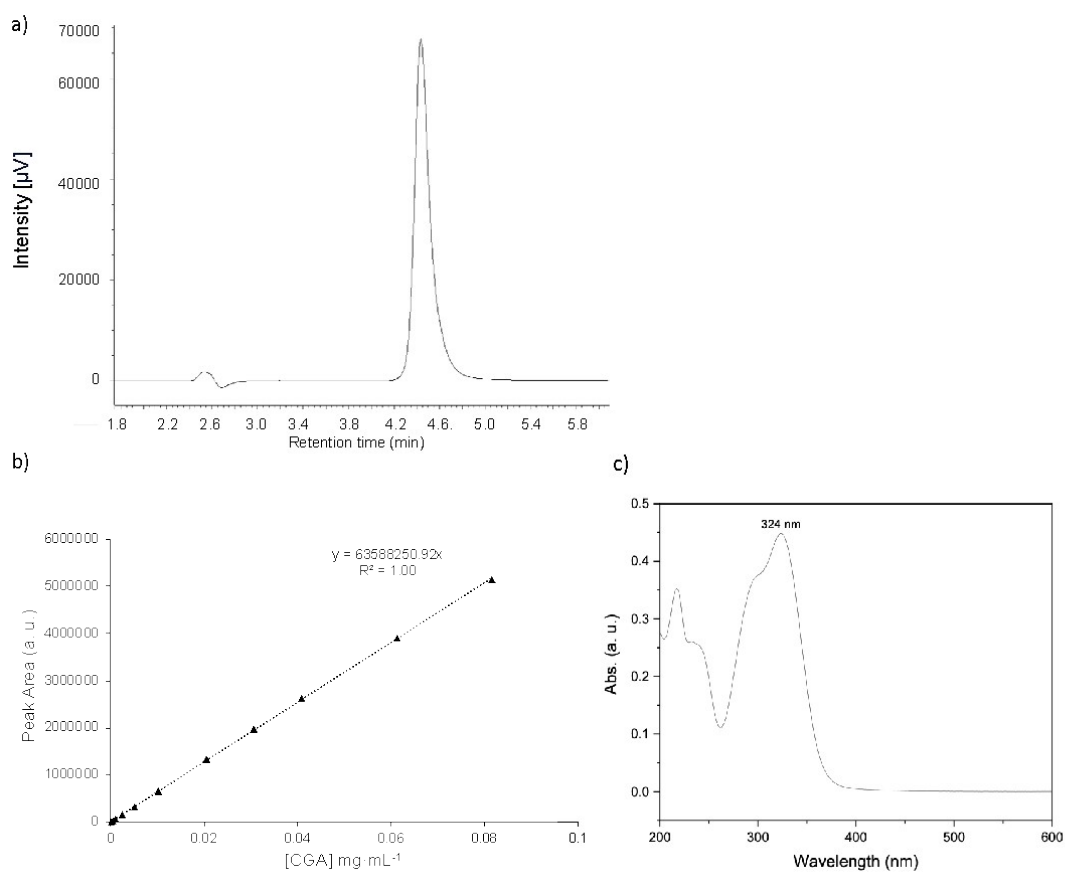 a)
70000
60000
40000
20000
0
Intensity [µV]
1.8 2.2 2.6 3.0 3.4 3.8 4.2 4.6. 5.0 5.4 5.8
Retention time (min)
b)
6000000
5000000
4000000
3000000
2000000
1000000
0
Peak Area (a. u.)
y = 63588250.92x
R² = 1.00
0 0.02 0.04 0.06 0.08 0.1
[CGA] mg·mL⁻¹
c)
0.5
0.4
0.3
0.2
0.1
0.0
Abs. (a. u.)
324 nm
200 300 400 500 600
Wavelength (nm)